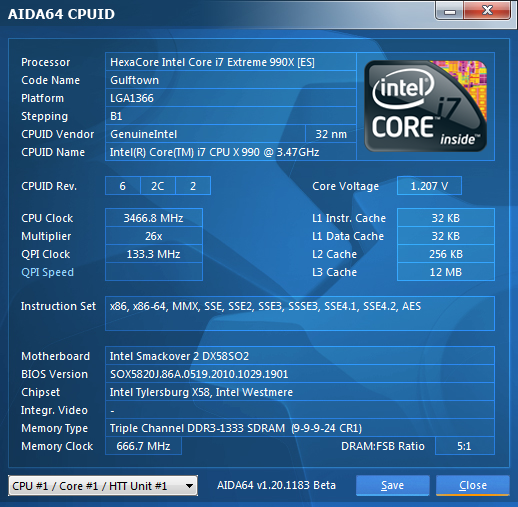 AIDA64 CPUID
Processor HexaCore Intel Core i7 Extreme 990X [ES]
Code Name Gulftown
Platform LGA1366
Stepping B1
CPUID Vendor GenuineIntel 32 nm
CPUID Name Intel(R) Core(TM) i7 CPU X 990 @ 3.47GHz
intel CORE i7 inside™
CPUID Rev. 6 2C 2 Core Voltage 1.207 V
CPU Clock 3466.8 MHz L1 Instr. Cache 32 KB
Multiplier 26x L1 Data Cache 32 KB
QPI Clock 133.3 MHz L2 Cache 256 KB
QPI Speed L3 Cache 12 MB
Instruction Set x86, x86-64, MMX, SSE, SSE2, SSE3, SSSE3, SSE4.1, SSE4.2, AES
Motherboard Intel Smackover 2 DX58SO2
BIOS Version SOX5820J.86A.0519.2010.1029.1901
Chipset Intel Tylersburg X58, Intel Westmere
Integr. Video -
Memory Type Triple Channel DDR3-1333 SDRAM (9-9-9-24 CR1)
Memory Clock 666.7 MHz DRAM:FSB Ratio 5:1
CPU #1 / Core #1 / HTT Unit #1 AIDA64 v1.20.1183 Beta Save Close